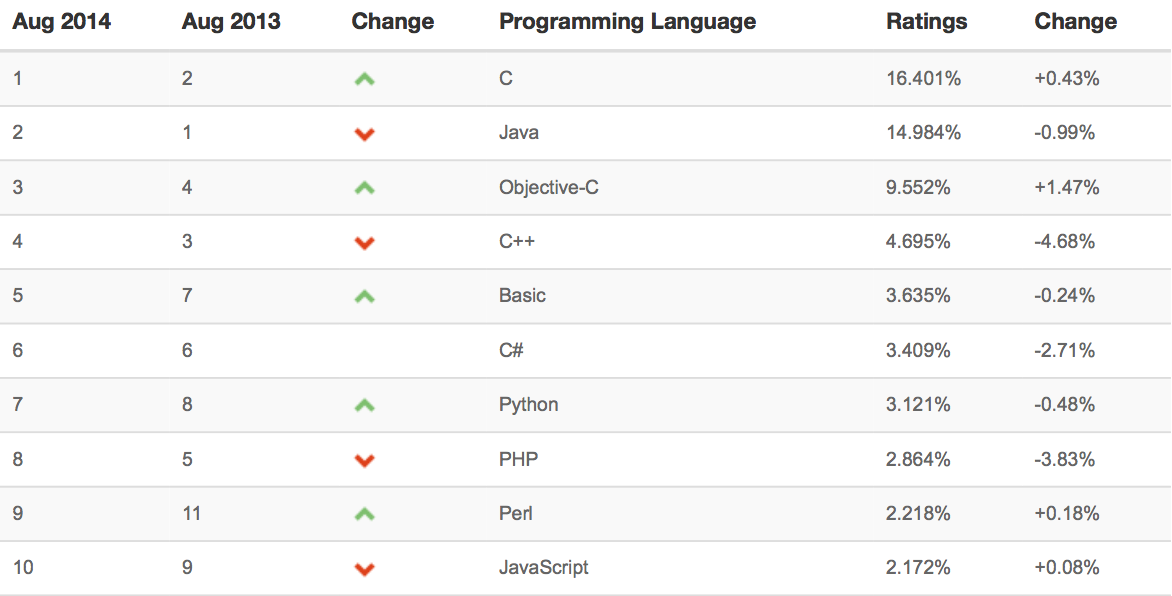 Aug 2014 Aug 2013 Change Programming Language Ratings Change
1 2 C 16.401% +0.43%
2 1 Java 14.984% -0.99%
3 4 Objective-C 9.552% +1.47%
4 3 C++ 4.695% -4.68%
5 7 Basic 3.635% -0.24%
6 6 C# 3.409% -2.71%
7 8 Python 3.121% -0.48%
8 5 PHP 2.864% -3.83%
9 11 Perl 2.218% +0.18%
10 9 JavaScript 2.172% +0.08%